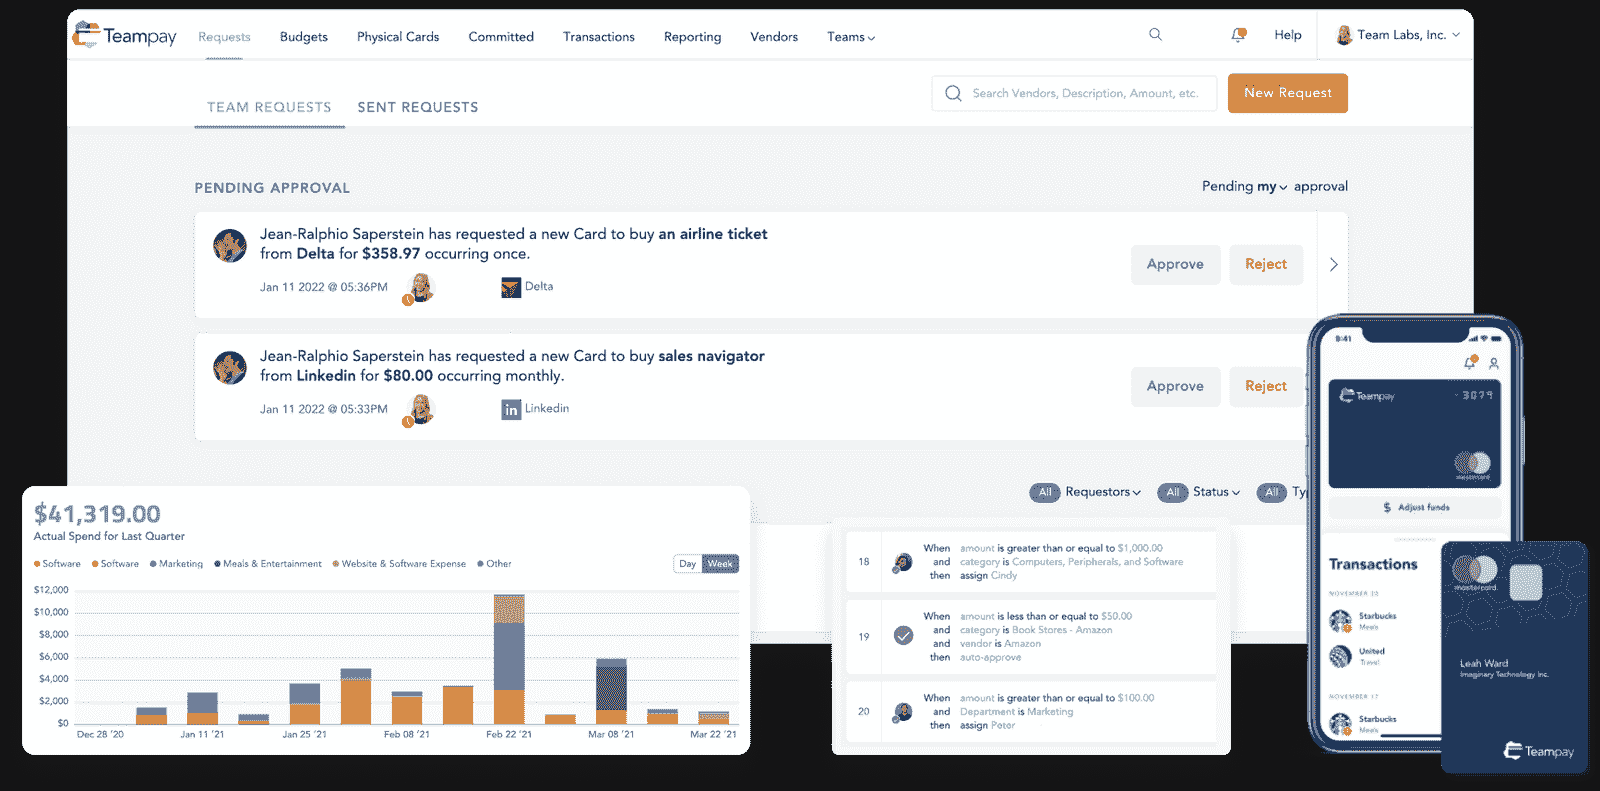 Teampay
Requests
Budgets
Physical Cards
Committed
Transactions
Reporting
Vendors
Teams
Help
Team Labs, Inc.
TEAM REQUESTS
SENT REQUESTS
Search Vendors, Description, Amount, etc.
New Request
PENDING APPROVAL
Pending my approval
Jean-Ralphio Saperstein has requested a new Card to buy an airline ticket
from Delta for $358.97 occurring once.
Jan 11 2022 @ 05:36PM
Delta
Approve
Reject
Jean-Ralphio Saperstein has requested a new Card to buy sales navigator
from Linkedin for $80.00 occurring monthly.
Jan 11 2022 @ 05:33PM
in Linkedin
Approve
Reject
All Requestors
All Status
All Ty
$41,319.00
Actual Spend for Last Quarter
Software
Software
Marketing
Meals & Entertainment
Website & Software Expense
Other
Day
Week
$12,000
$10,000
$8,000
$6,000
$4,000
$2,000
$0
Dec 28 '20
Jan 11 '21
Jan 25 '21
Feb 08 '21
Feb 22 '21
Mar 08 '21
Mar 22 '21
18
When amount is greater than or equal to $1,000.00
and category is Computers, Peripherals, and Software
then assign Cindy
19
When amount is less than or equal to $50.00
and category is Book Stores - Amazon
and vendor is Amazon
then auto-approve
20
When amount is greater than or equal to $100.00
and Department is Marketing
then assign Peter
9:41
Teampay
3079
mastercard
$ Adjust funds
Transactions
NOVEMBER
Starbucks
Meals
United
Travel
NOVEMBER
Starbucks
Meals
mastercard
Leah Ward
Imaginary Technology Inc.
Teampay